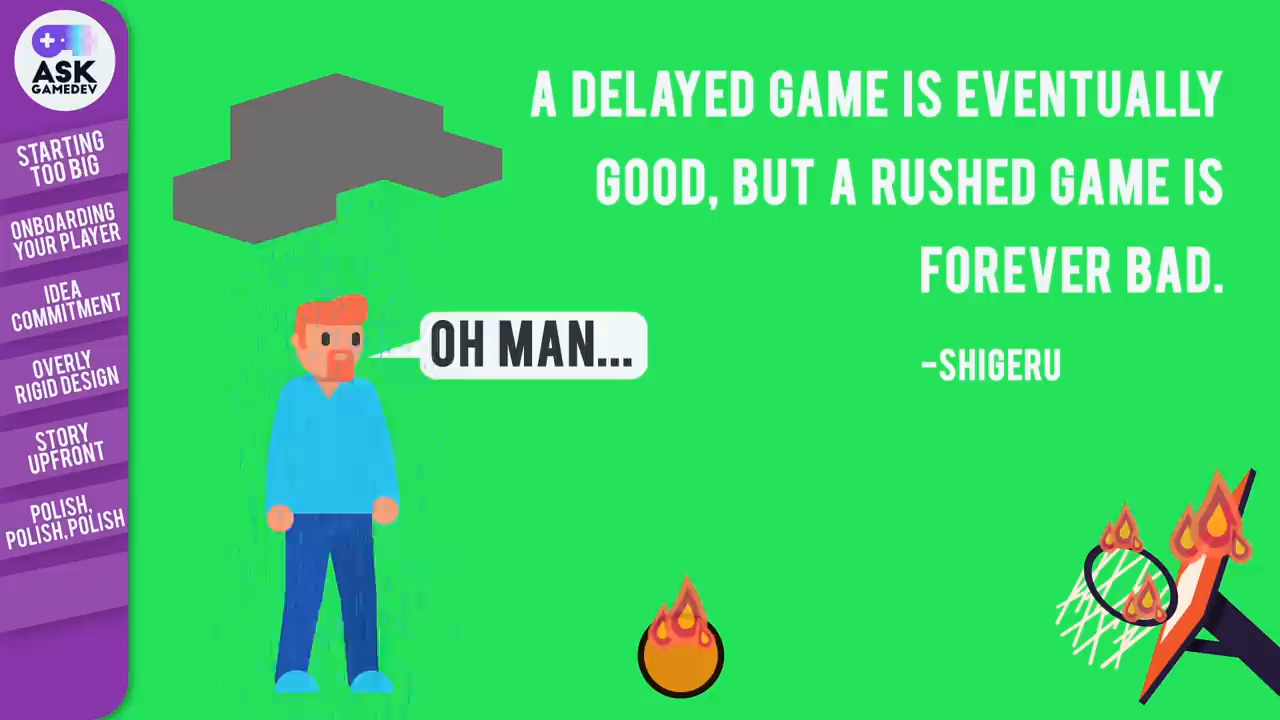 ASK
GAMEDEV
STARTING
TOO BIG
ONBOARDING
YOUR PLAYER
IDEA
COMMITMENT
OVERLY
RIGID DESIGN
STORY
UPFRONT
POLISH,
POLISH, POLISH
A DELAYED GAME IS EVENTUALLY
GOOD, BUT A RUSHED GAME IS
FOREVER BAD.
-SHIGERU
OH MAN...